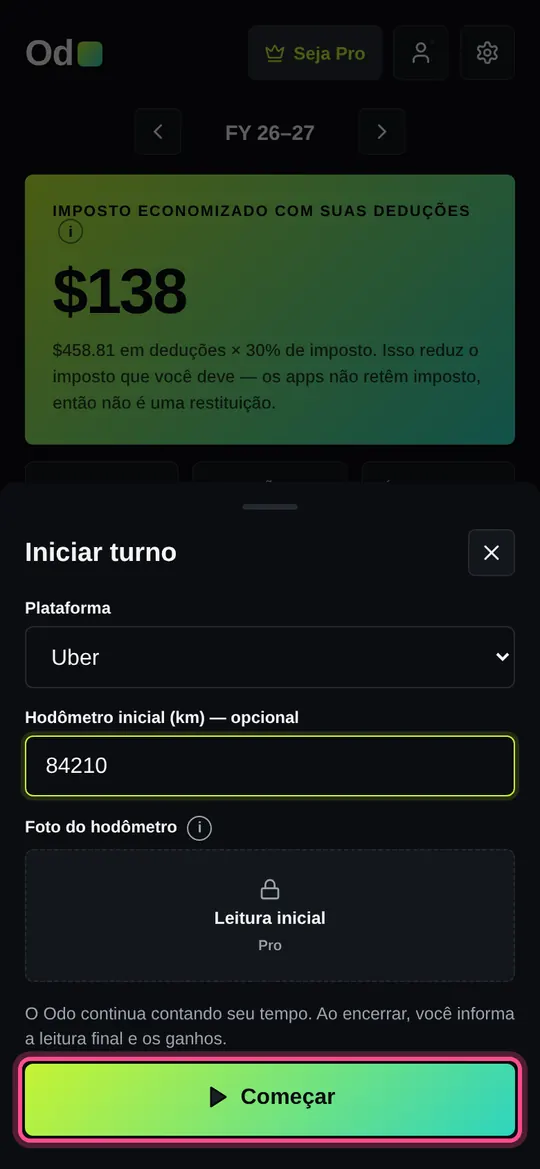 Od
Seja Pro
FY 26–27
IMPOSTO ECONOMIZADO COM SUAS DEDUÇÕES
i
$138
$458.81 em deduções × 30% de imposto. Isso reduz o
imposto que você deve — os apps não retêm imposto,
então não é uma restituição.
Iniciar turno
Plataforma
Uber
Hodômetro inicial (km) — opcional
84210
Foto do hodômetro i
Leitura inicial
Pro
O Odo continua contando seu tempo. Ao encerrar, você informa
a leitura final e os ganhos.
Começar